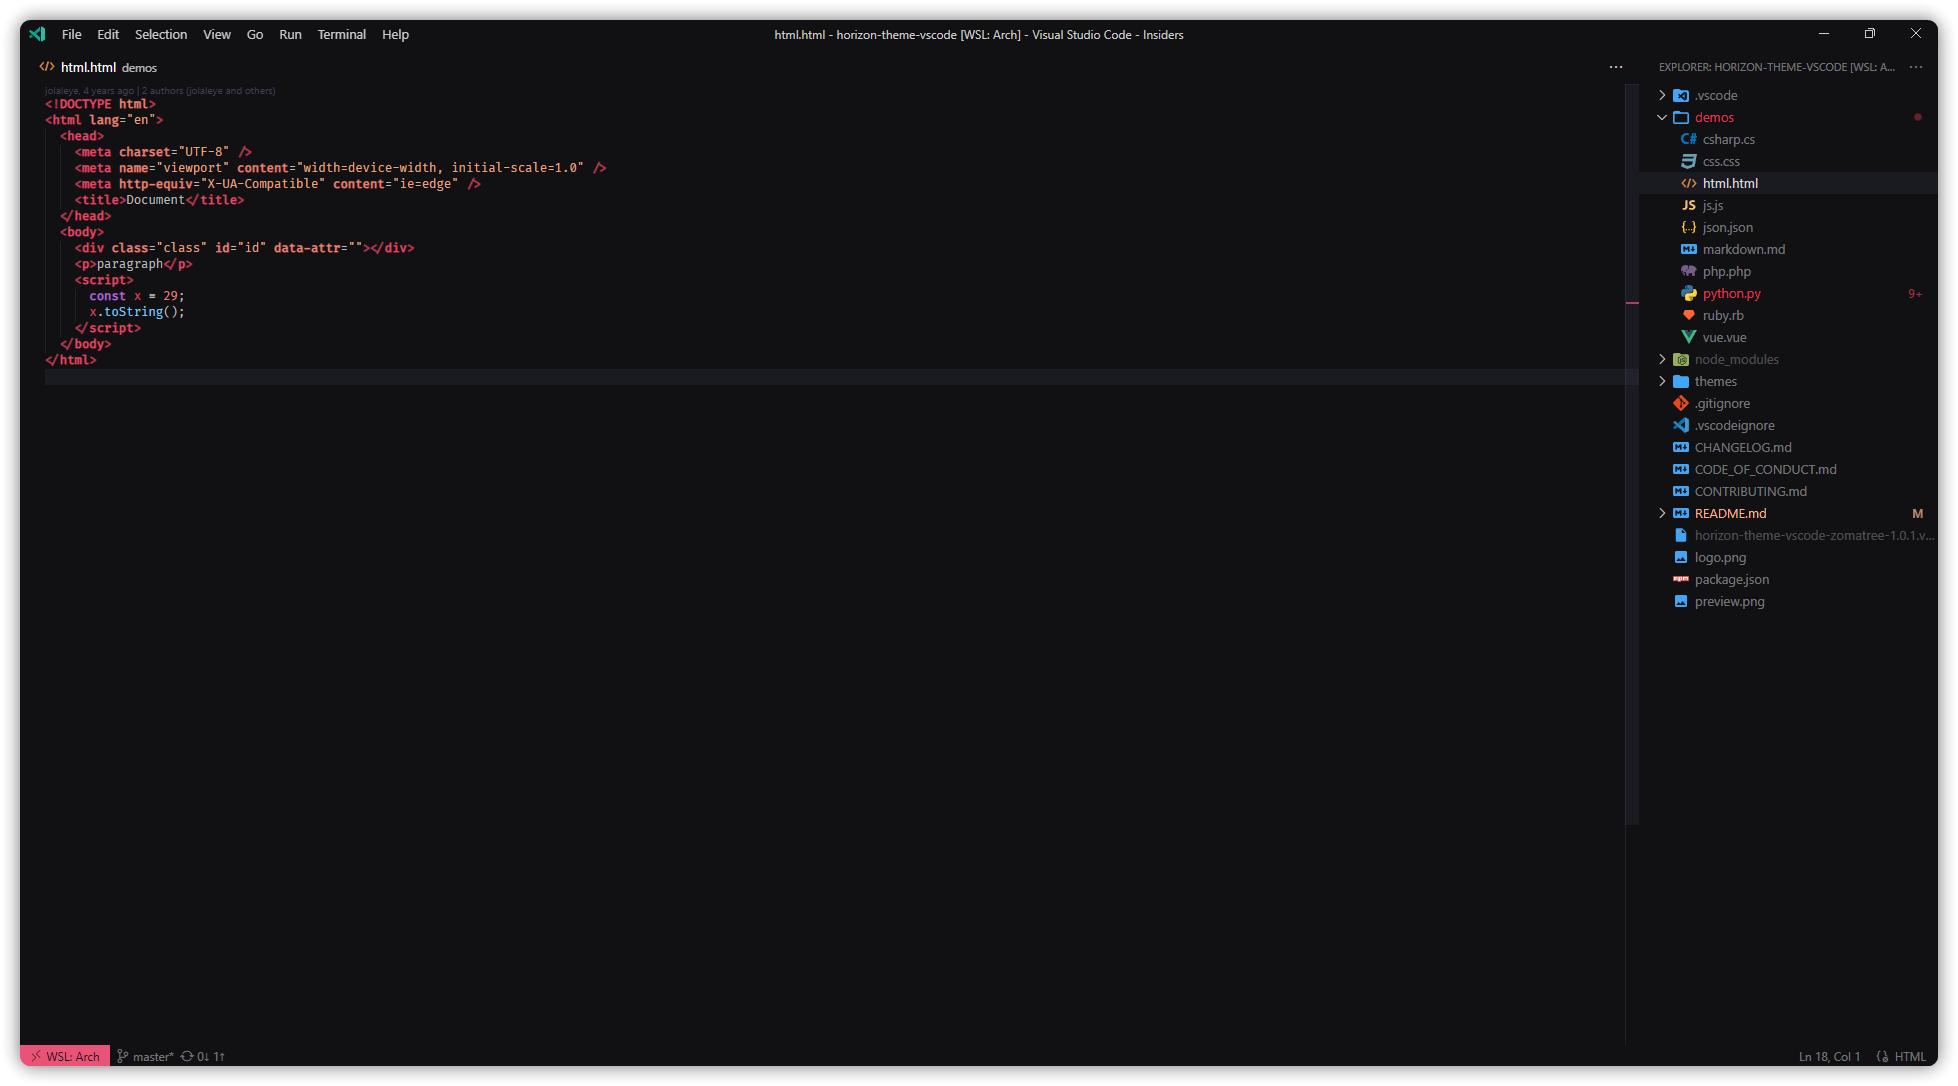 File Edit Selection View Go Run Terminal Help
html.html - horizon-theme-vscode [WSL: Arch] - Visual Studio Code - Insiders
html.html demos
jolaleye, 4 years ago | 2 authors (jolaleye and others)
<!DOCTYPE html>
<html lang="en">
  <head>
    <meta charset="UTF-8" />
    <meta name="viewport" content="width=device-width, initial-scale=1.0" />
    <meta http-equiv="X-UA-Compatible" content="ie=edge" />
    <title>Document</title>
  </head>
  <body>
    <div class="class" id="id" data-attr=""></div>
    <p>paragraph</p>
    <script>
      const x = 29;
      x.toString();
    </script>
  </body>
</html>
EXPLORER: HORIZON-THEME-VSCODE [WSL: A...
.vscode
demos
C# csharp.cs
css.css
html.html
JS js.js
json.json
markdown.md
php.php
python.py 9+
ruby.rb
vue.vue
node_modules
themes
.gitignore
.vscodeignore
CHANGELOG.md
CODE_OF_CONDUCT.md
CONTRIBUTING.md
README.md M
horizon-theme-vscode-zomatree-1.0.1.v...
logo.png
npm package.json
preview.png
WSL: Arch master* 0↓ 1↑
Ln 18, Col 1 HTML